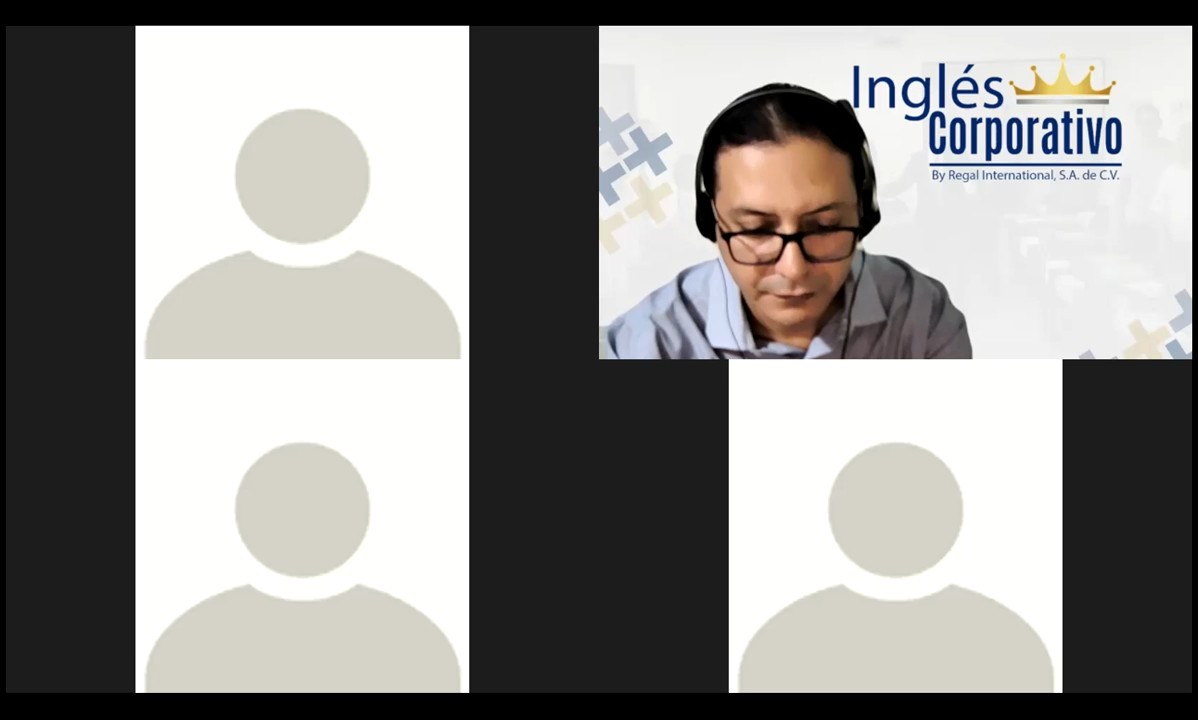 Inglés
Corporativo
By Regal International, S.A. de C.V.